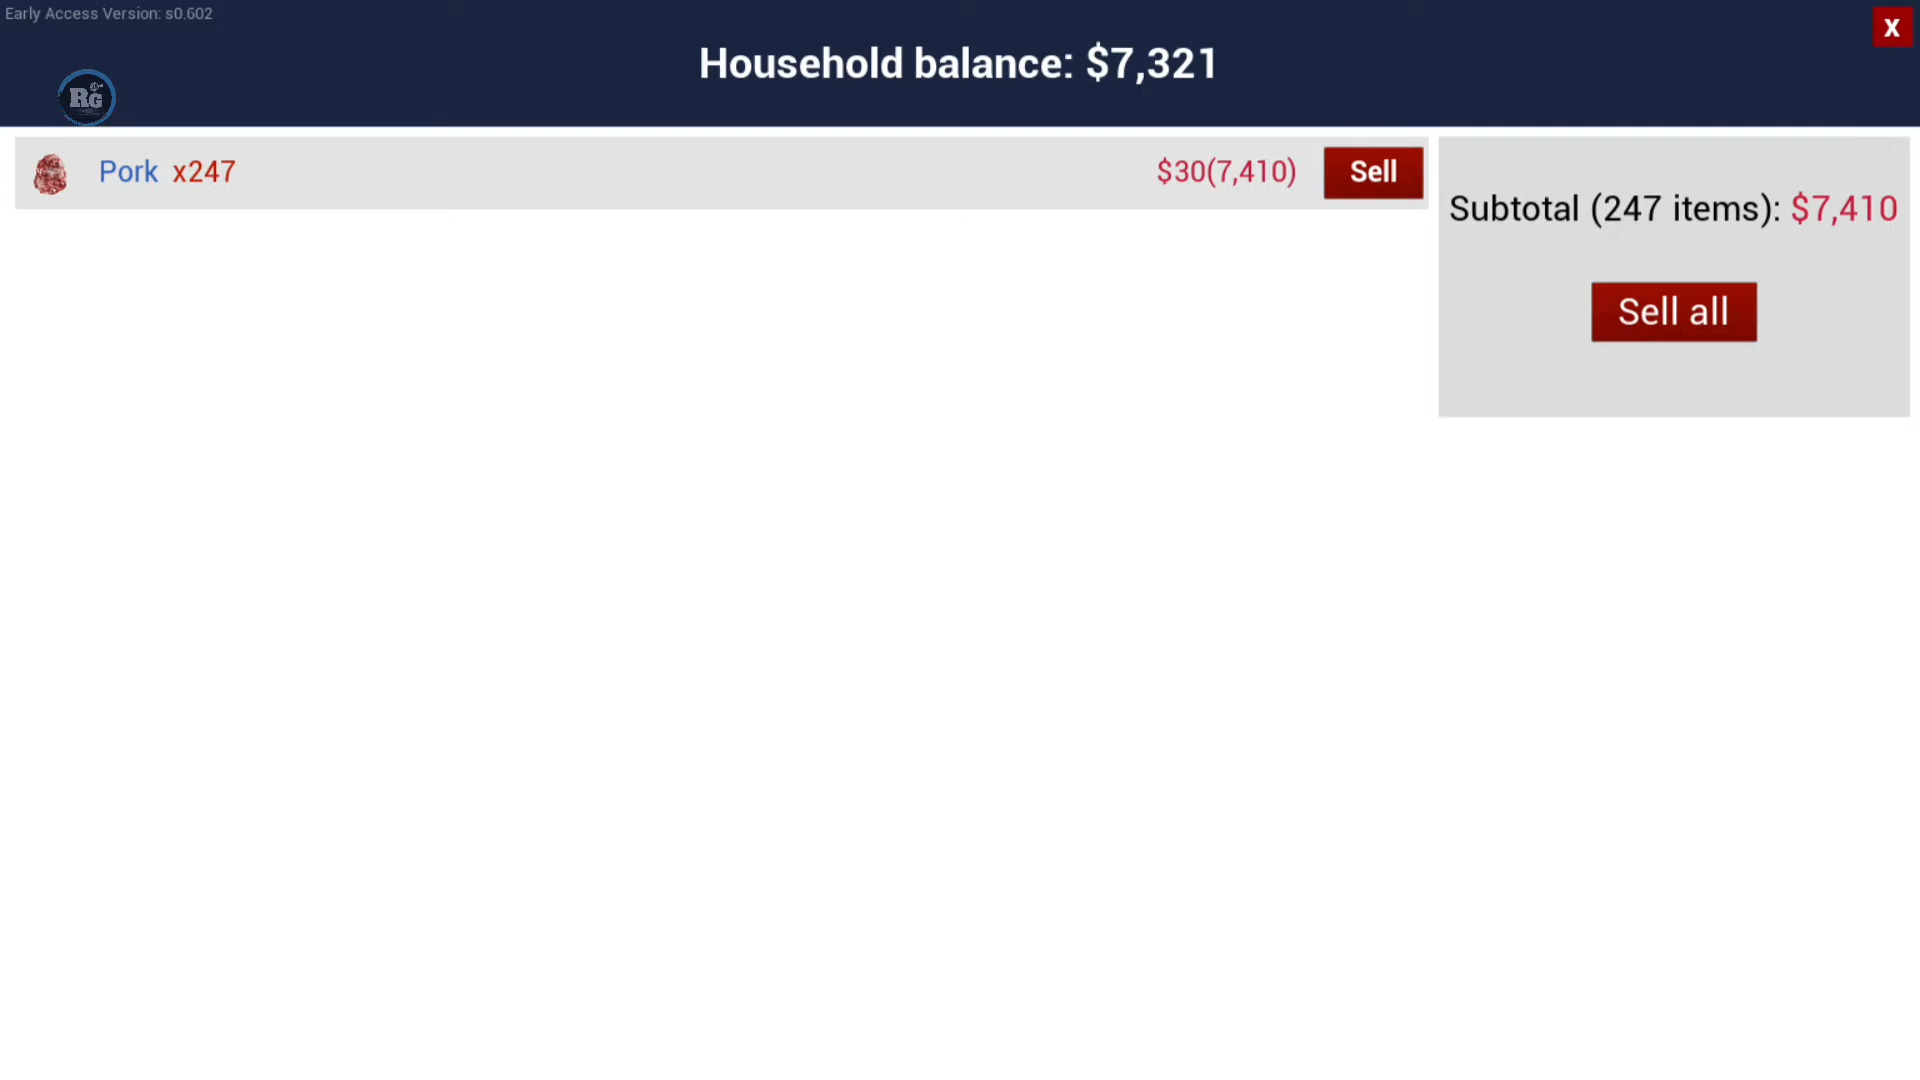 Early Access Version: s0.602
X
Household balance: $7,321
RG
Pork x247 $30(7,410) Sell
Subtotal (247 items): $7,410
Sell all